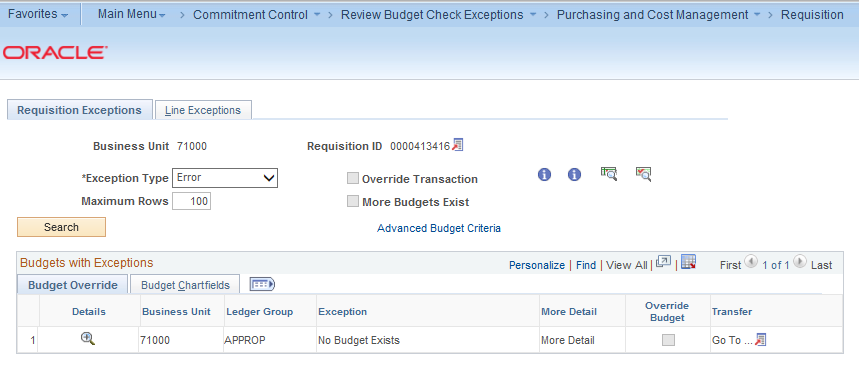 Favorites Main Menu > Commitment Control > Review Budget Check Exceptions > Purchasing and Cost Management > Requisition
ORACLE
Requisition Exceptions Line Exceptions
Business Unit 71000 Requisition ID 0000413416
*Exception Type Error Override Transaction
Maximum Rows 100 More Budgets Exist
Search Advanced Budget Criteria
Budgets with Exceptions Personalize | Find | View All | | First 1 of 1 Last
Budget Override Budget Chartfields
Details Business Unit Ledger Group Exception More Detail Override Budget Transfer
1 71000 APPROP No Budget Exists More Detail Go To ...